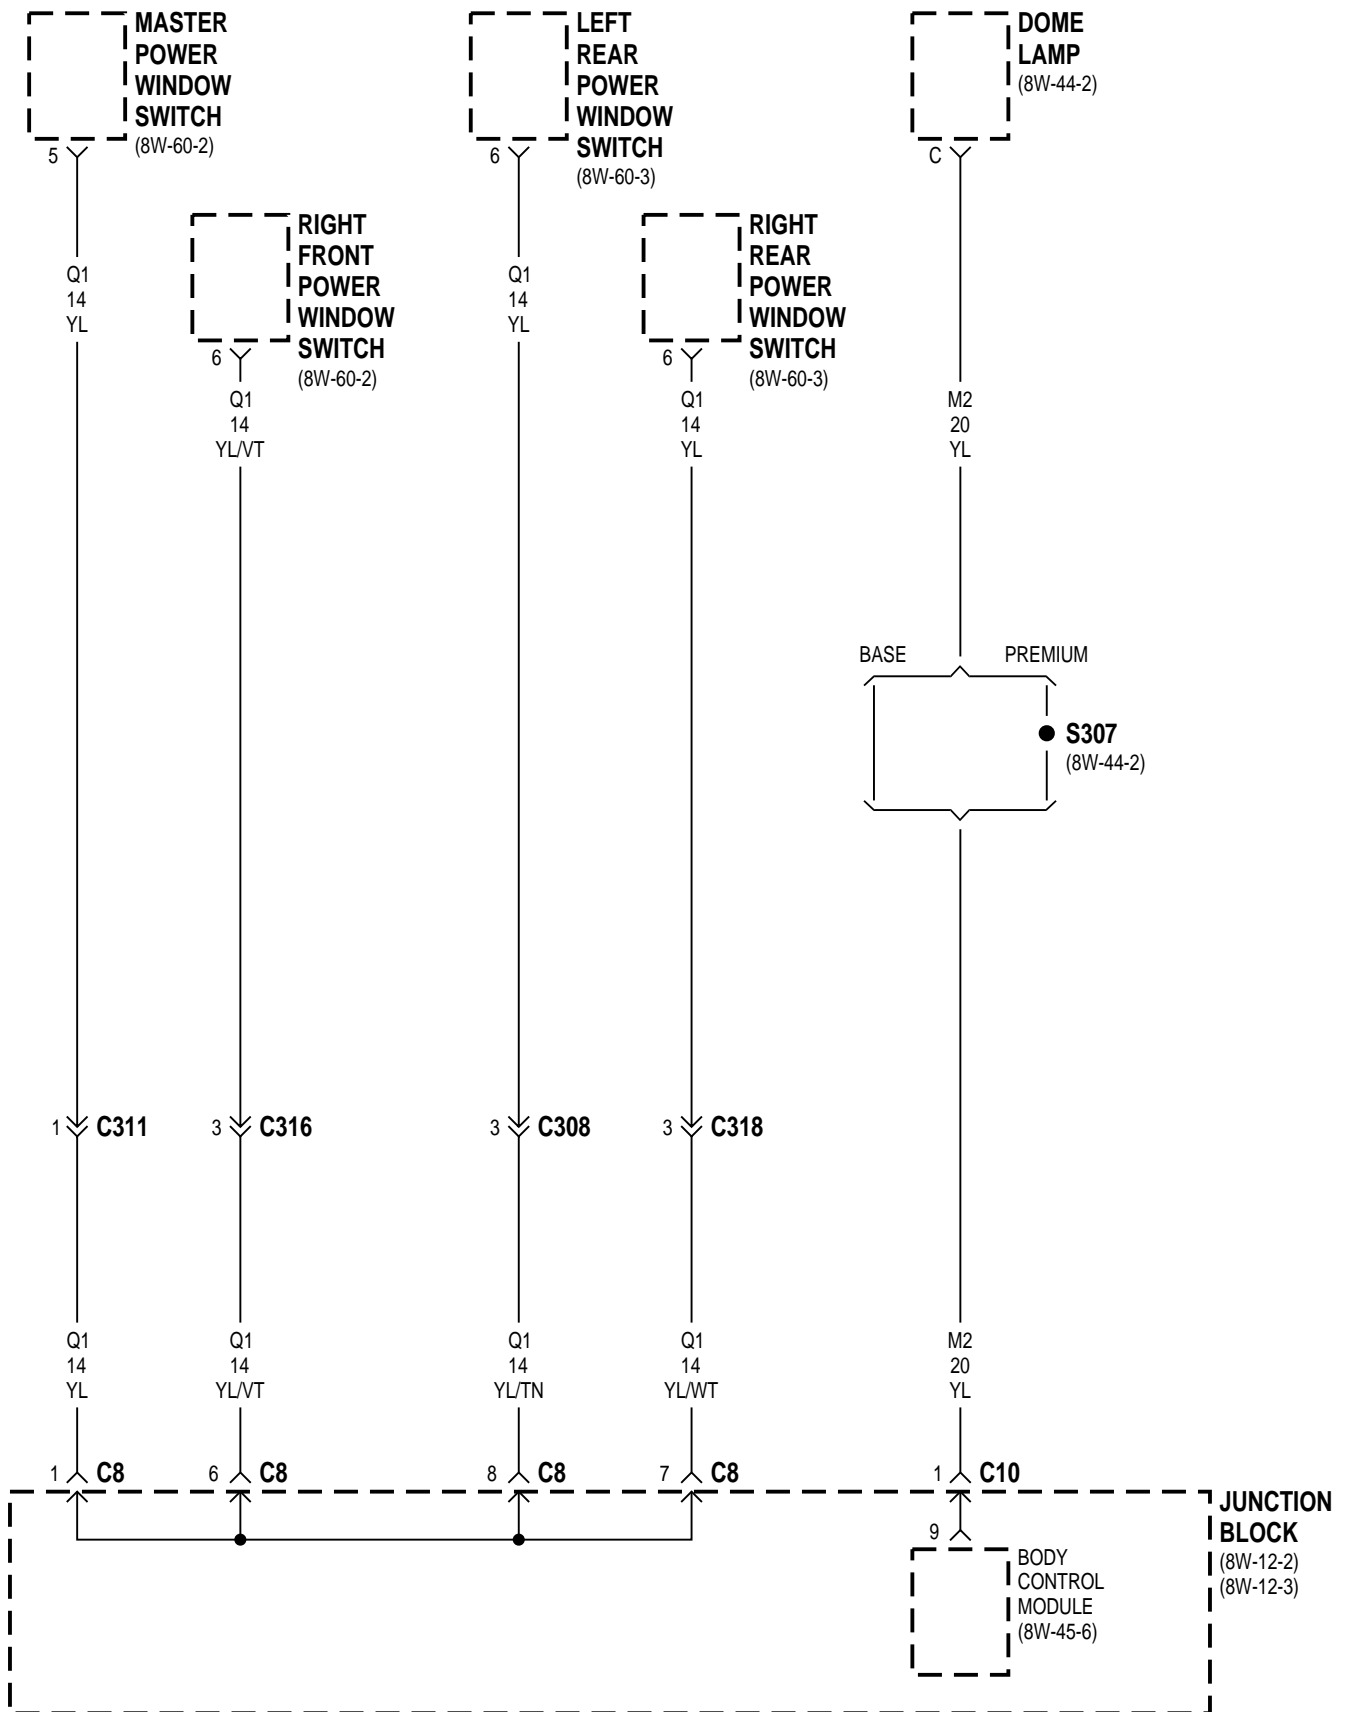 MASTER
POWER
WINDOW
SWITCH
(8W-60-2)
5
LEFT
REAR
POWER
WINDOW
SWITCH
(8W-60-3)
6
DOME
LAMP
(8W-44-2)
C
RIGHT
FRONT
POWER
WINDOW
SWITCH
(8W-60-2)
6
RIGHT
REAR
POWER
WINDOW
SWITCH
(8W-60-3)
6
Q1
14
YL
Q1
14
YL/VT
Q1
14
YL
Q1
14
YL
M2
20
YL
BASE
PREMIUM
S307
(8W-44-2)
1
C311
3
C316
3
C308
3
C318
Q1
14
YL
Q1
14
YL/VT
Q1
14
YL/TN
Q1
14
YL/WT
M2
20
YL
1
C8
6
C8
8
C8
7
C8
1
C10
JUNCTION
BLOCK
(8W-12-2)
(8W-12-3)
9
BODY
CONTROL
MODULE
(8W-45-6)